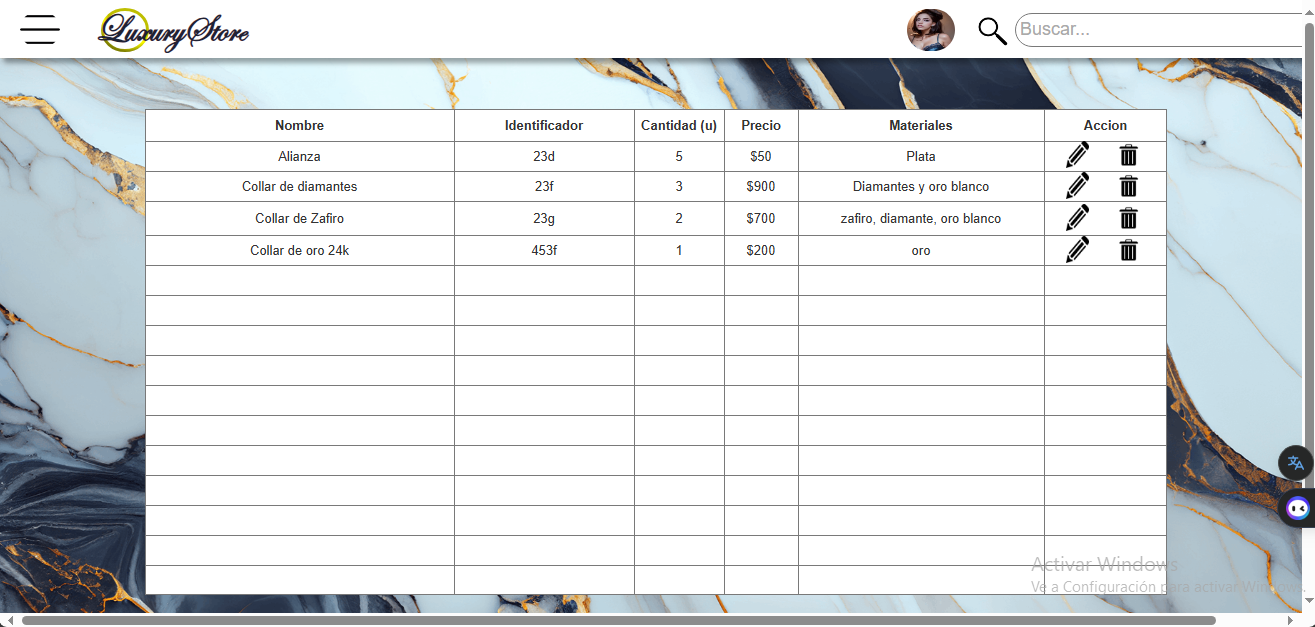 LuxuryStore
Buscar...
Nombre Identificador Cantidad (u) Precio Materiales Accion
Alianza 23d 5 $50 Plata
Collar de diamantes 23f 3 $900 Diamantes y oro blanco
Collar de Zafiro 23g 2 $700 zafiro, diamante, oro blanco
Collar de oro 24k 453f 1 $200 oro
Activar Windows
Ve a Configuración para activar Windows.